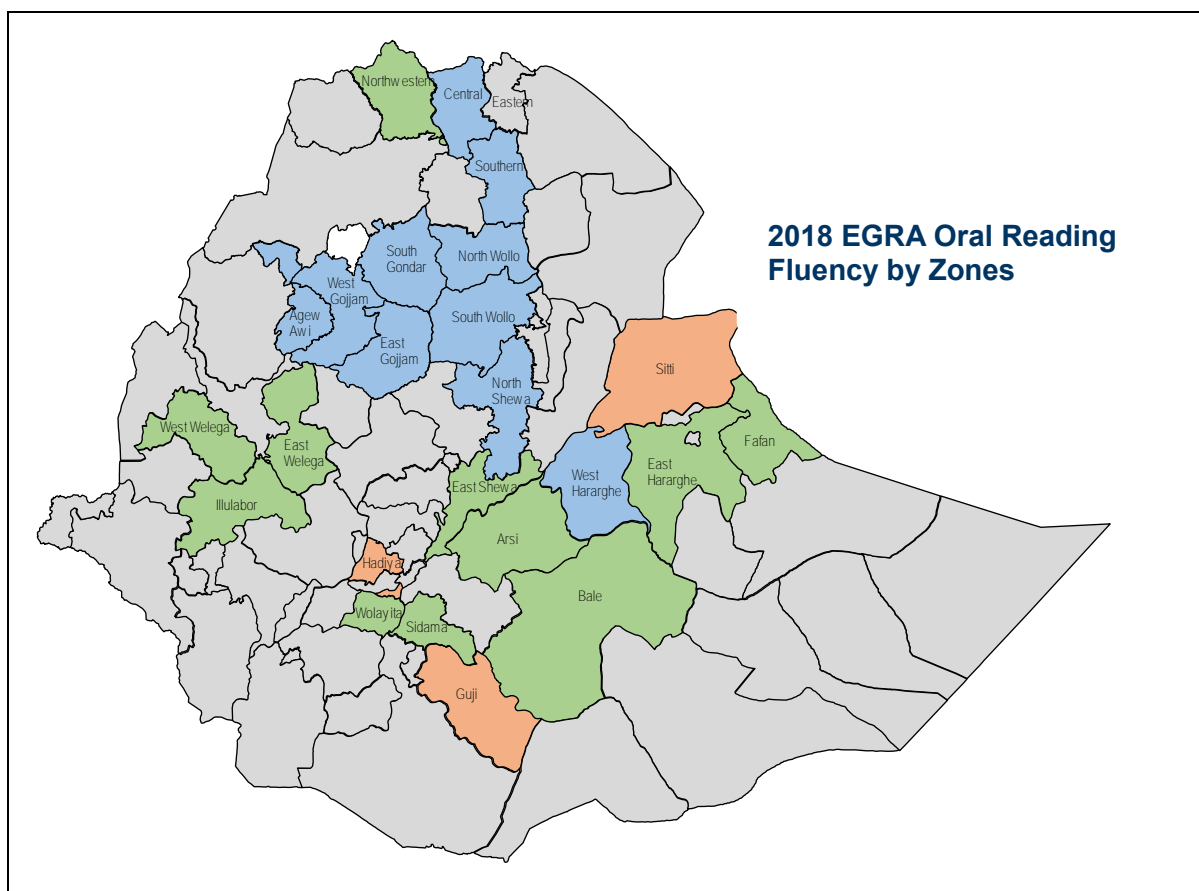 Northwestern
Central
Eastern
Southern
2018 EGRA Oral Reading
Fluency by Zones
South
Gondar
North Wollo
West
Gojjam
Agew
Awi
South Wollo
East
Gojjam
North
Shewa
Sitti
West Welega
East
Welega
Fafan
East
Hararghe
West
Hararghe
East Shewa
Illulabor
Arsi
Hadiya
Bale
Wolayita
Sidama
Guji